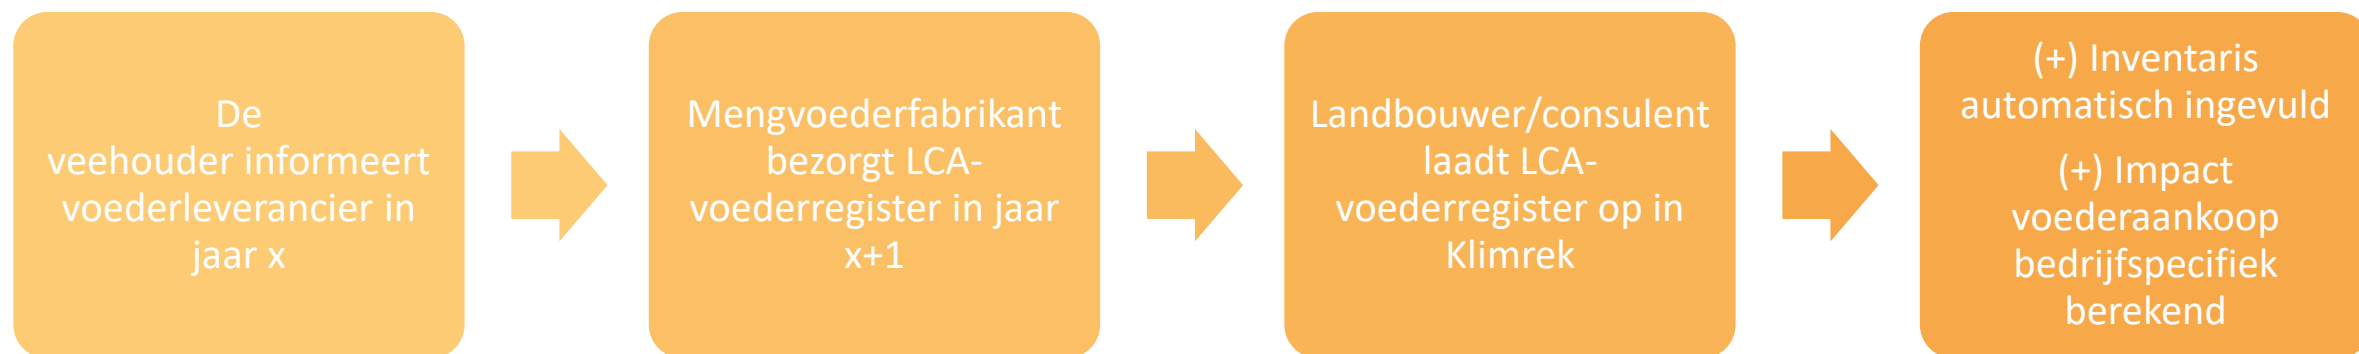 De
veehouder informeert
voederleverancier in
jaar x
Mengvoederfabrikant
bezorgt LCA-
voederregister in jaar
x+1
Landbouwer/consulent
laadt LCA-
voederregister op in
Klimrek
(+) Inventaris
automatisch ingevuld
(+) Impact
voederaankoop
bedrijfspecifiek
berekend